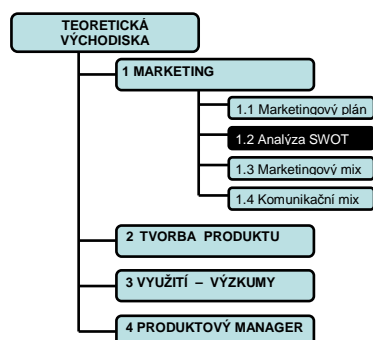 TEORETICKÁ
VÝCHODISKA
1 MARKETING
1.1 Marketingový plán
1.2 Analýza SWOT
1.3 Marketingový mix
1.4 Komunikační mix
2 TVORBA PRODUKTU
3 VYUŽITÍ – VÝZKUMY
4 PRODUKTOVÝ MANAGER